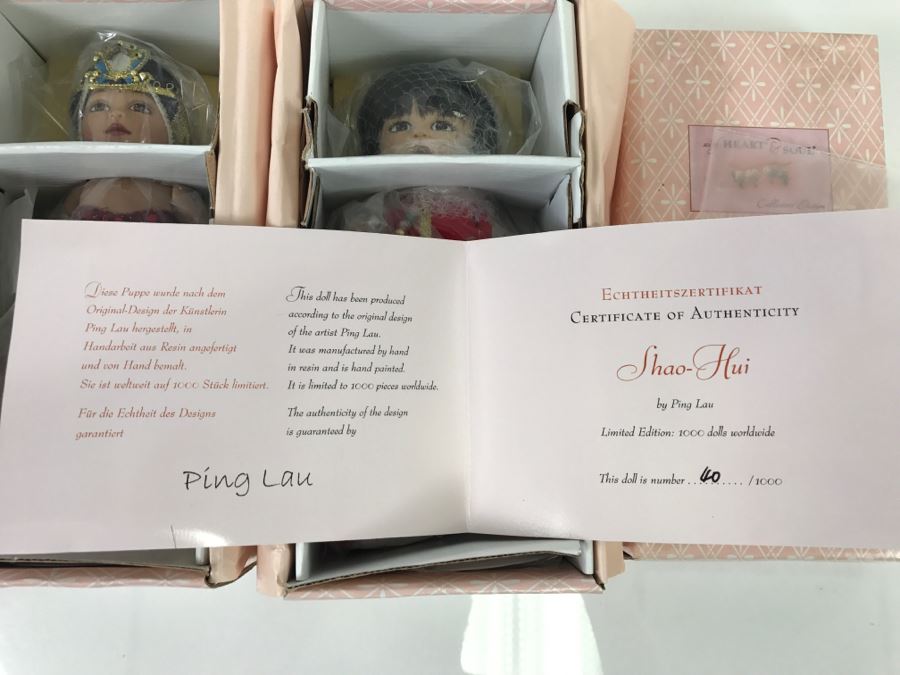 HEART & SOUL
Diese Puppe wurde nach dem
Original-Design der Künstlerin
Ping Lau hergestellt, in
Handarbeit aus Resin angefertigt
und von Hand bemalt.
Sie ist weltweit auf 1000 Stück limitiert.
Für die Echtheit des Designs
garantiert
This doll has been produced
according to the original design
of the artist Ping Lau.
It was manufactured by hand
in resin and is hand painted.
It is limited to 1000 pieces worldwide.
The authenticity of the design
is guaranteed by
Ping Lau
ECHTHEITSZERTIFIKAT
CERTIFICATE OF AUTHENTICITY
Shao-Hui
by Ping Lau
Limited Edition: 1000 dolls worldwide
This doll is number ...40..... /1000